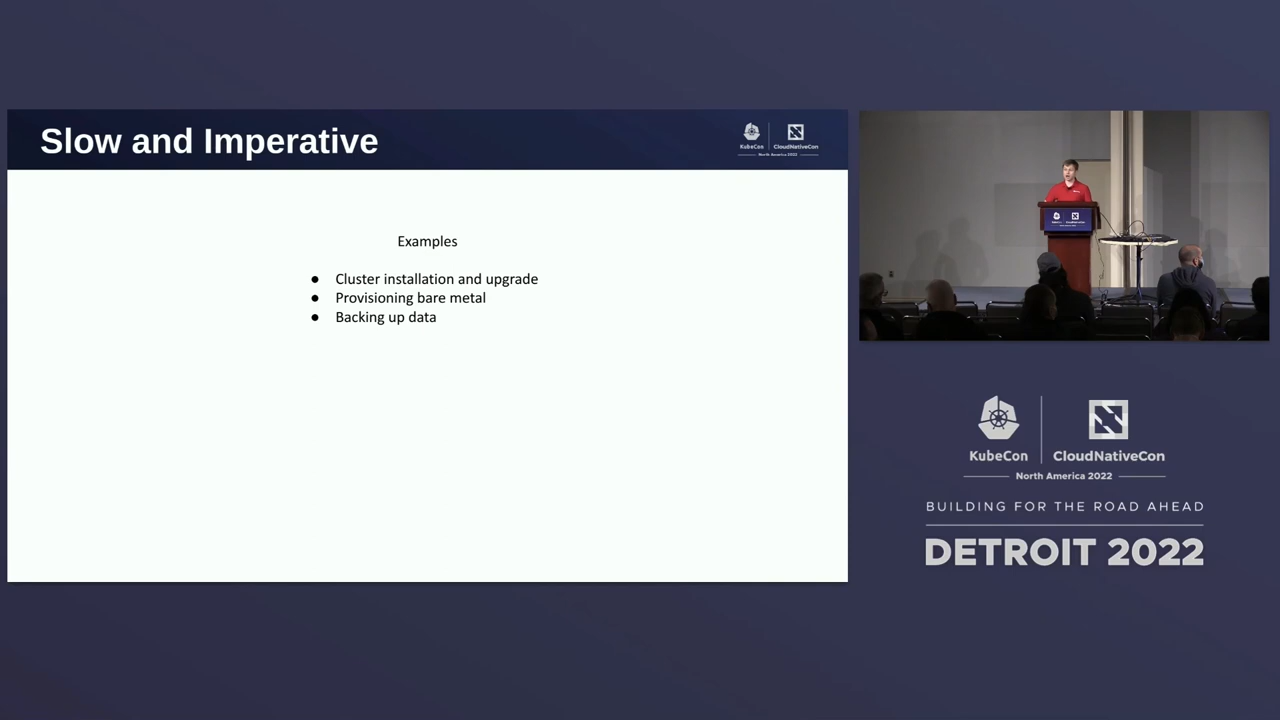 Slow and Imperative
KubeCon
CloudNativeCon
North America 2022
Examples
● Cluster installation and upgrade
● Provisioning bare metal
● Backing up data
KubeCon
CloudNativeCon
North America 2022
BUILDING FOR THE ROAD AHEAD
DETROIT 2022